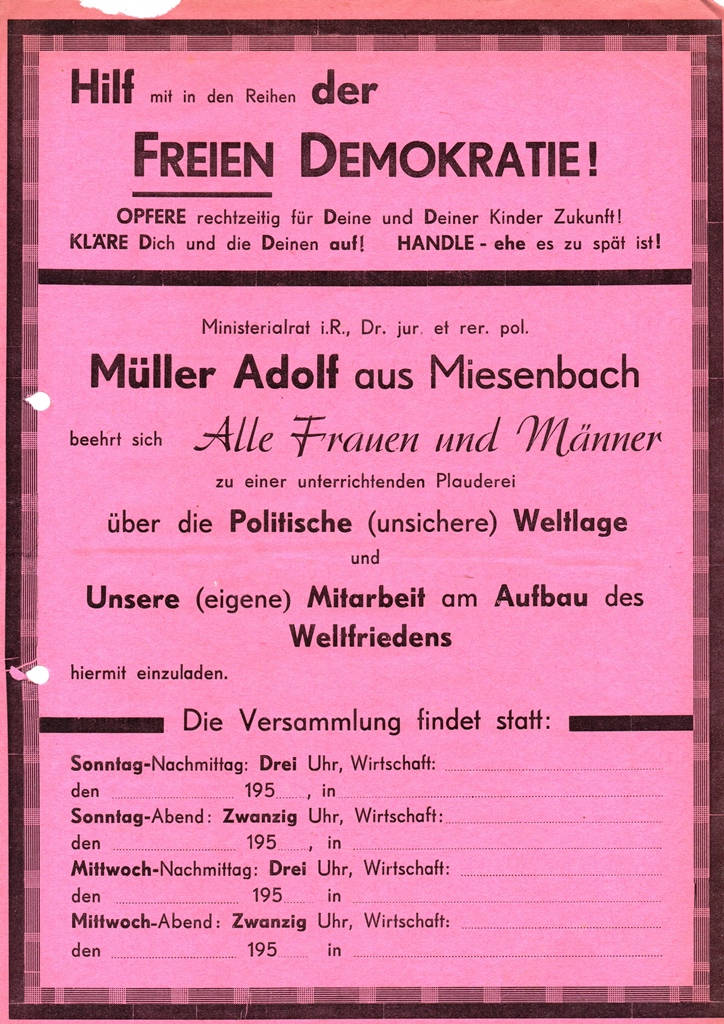 Hilf mit in den Reihen der
FREIEN DEMOKRATIE!
OPFERE rechtzeitig für Deine und Deiner Kinder Zukunft!
KLÄRE Dich und die Deinen auf! HANDLE - ehe es zu spät ist!
Ministerialrat i.R., Dr. jur. et rer. pol.
Müller Adolf aus Miesenbach
beehrt sich Alle Frauen und Männer
zu einer unterrichtenden Plauderei
über die Politische (unsichere) Weltlage
und
Unsere (eigene) Mitarbeit am Aufbau des
Weltfriedens
hiermit einzuladen.
Die Versammlung findet statt:
Sonntag-Nachmittag: Drei Uhr, Wirtschaft:
den 195 , in
Sonntag-Abend: Zwanzig Uhr, Wirtschaft:
den 195 , in
Mittwoch-Nachmittag: Drei Uhr, Wirtschaft:
den 195 in
Mittwoch-Abend: Zwanzig Uhr, Wirtschaft:
den 195 in